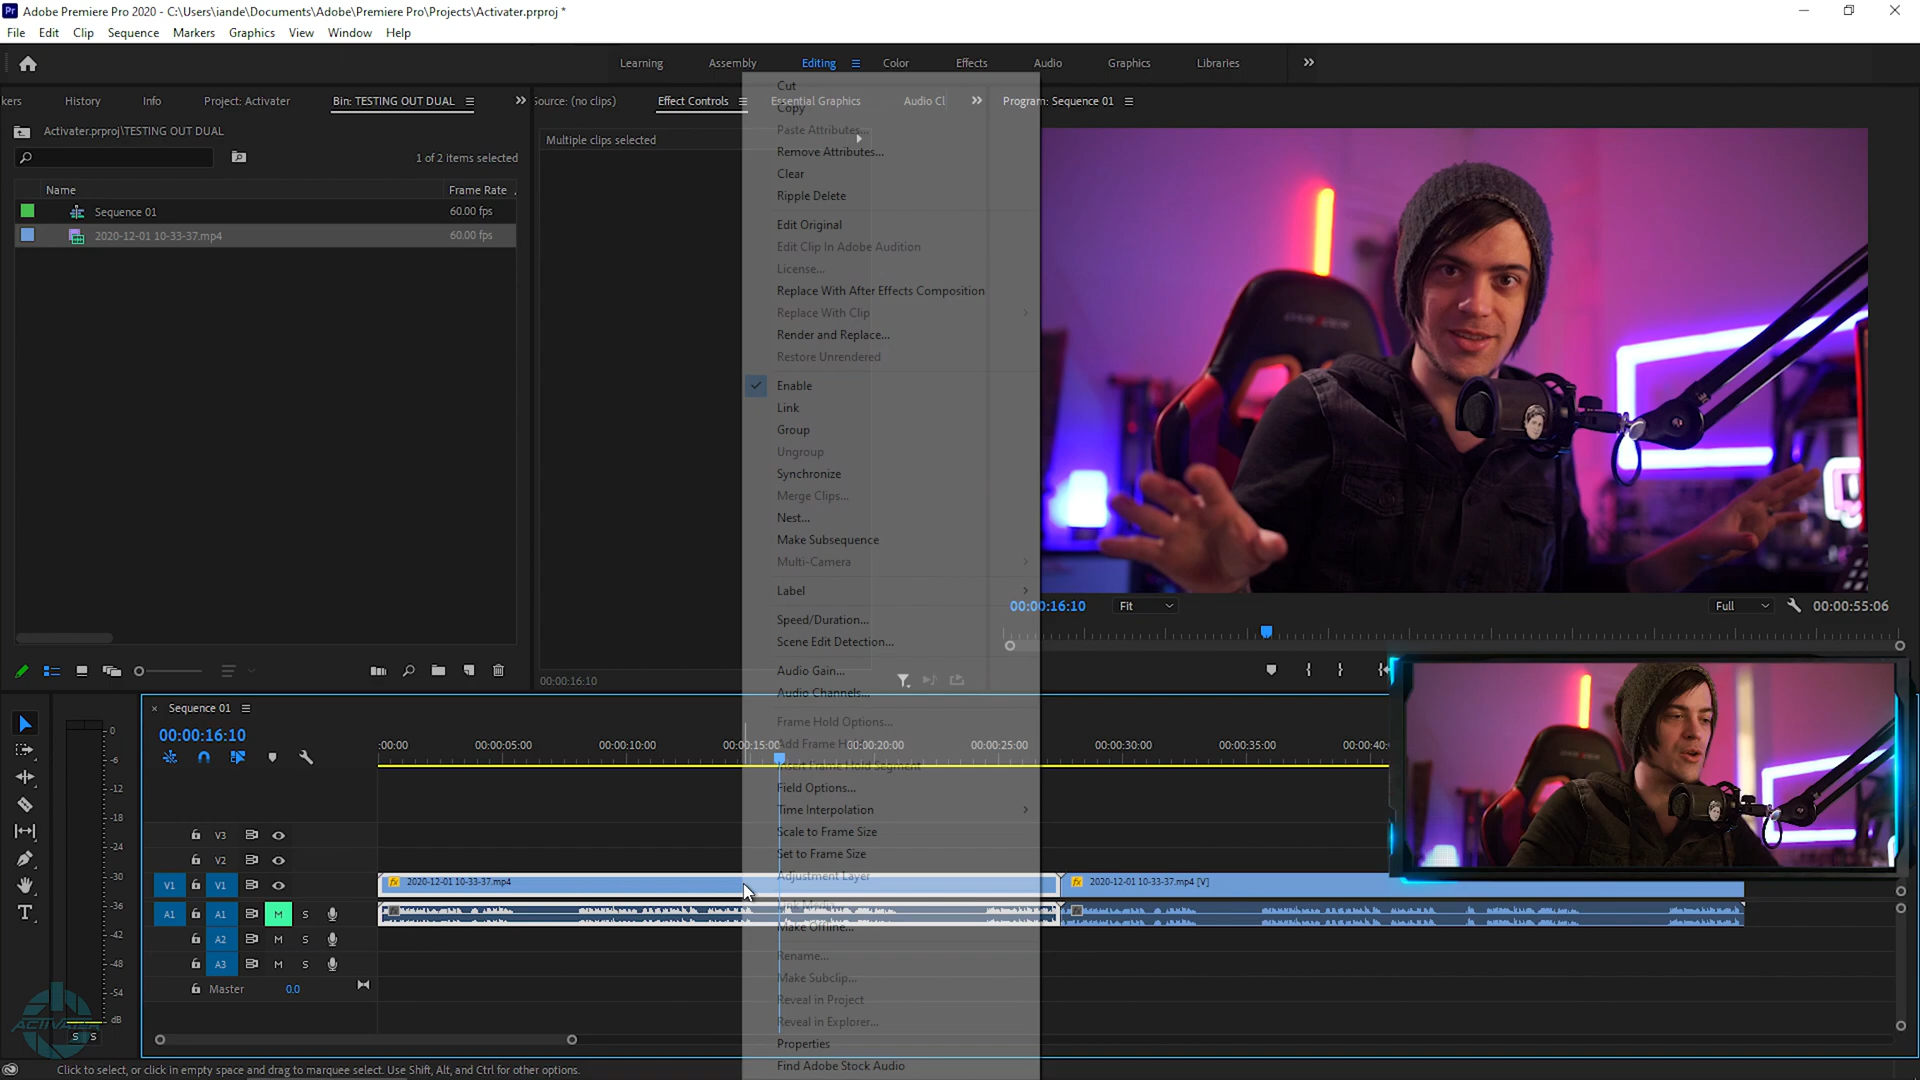 Pr Adobe Premiere Pro 2020 - C:\Users\iande\Documents\Adobe\Premiere Pro\Projects\Activater.prproj *
File Edit Clip Sequence Markers Graphics View Window Help
Learning Assembly Editing Color Effects Audio Graphics Libraries
kers History Info Project: Activater Bin: TESTING OUT DUAL
Source: (no clips) Effect Controls Essential Graphics Audio Cl Program: Sequence 01
Activater.prproj\TESTING OUT DUAL
1 of 2 items selected
Name Frame Rate
Sequence 01 60.00 fps
2020-12-01 10-33-37.mp4 60.00 fps
Multiple clips selected
00:00:16:10
Cut
Copy
Paste Attributes...
Remove Attributes...
Clear
Ripple Delete
Edit Original
Edit Clip In Adobe Audition
License...
Replace With After Effects Composition
Replace With Clip
Render and Replace...
Restore Unrendered
Enable
Link
Group
Ungroup
Synchronize
Merge Clips...
Nest...
Make Subsequence
Multi-Camera
Label
Speed/Duration...
Scene Edit Detection...
Audio Gain...
Audio Channels...
Frame Hold Options...
Add Frame Hold
Insert Frame Hold Segment
Field Options...
Time Interpolation
Scale to Frame Size
Set to Frame Size
Adjustment Layer
Link Media...
Make Offline...
Rename...
Make Subclip...
Reveal in Project
Reveal in Explorer...
Properties
Find Adobe Stock Audio
00:00:16:10 Fit Full 00:00:55:06
Sequence 01
00:00:16:10
:00:00 00:00:05:00 00:00:10:00 00:00:15:00 00:00:20:00 00:00:25:00 00:00:30:00 00:00:35:00 00:00:40:
V3
V2
V1 V1 2020-12-01 10-33-37.mp4 2020-12-01 10-33-37.mp4 [V]
A1 A1 M S
A2 M S
A3 M S
Master 0.0
0
-6
-12
-18
-24
-30
-36
-42
-48
-54
dB
S S
ACTIVATER
Click to select, or click in empty space and drag to marquee select. Use Shift, Alt, and Ctrl for other options.